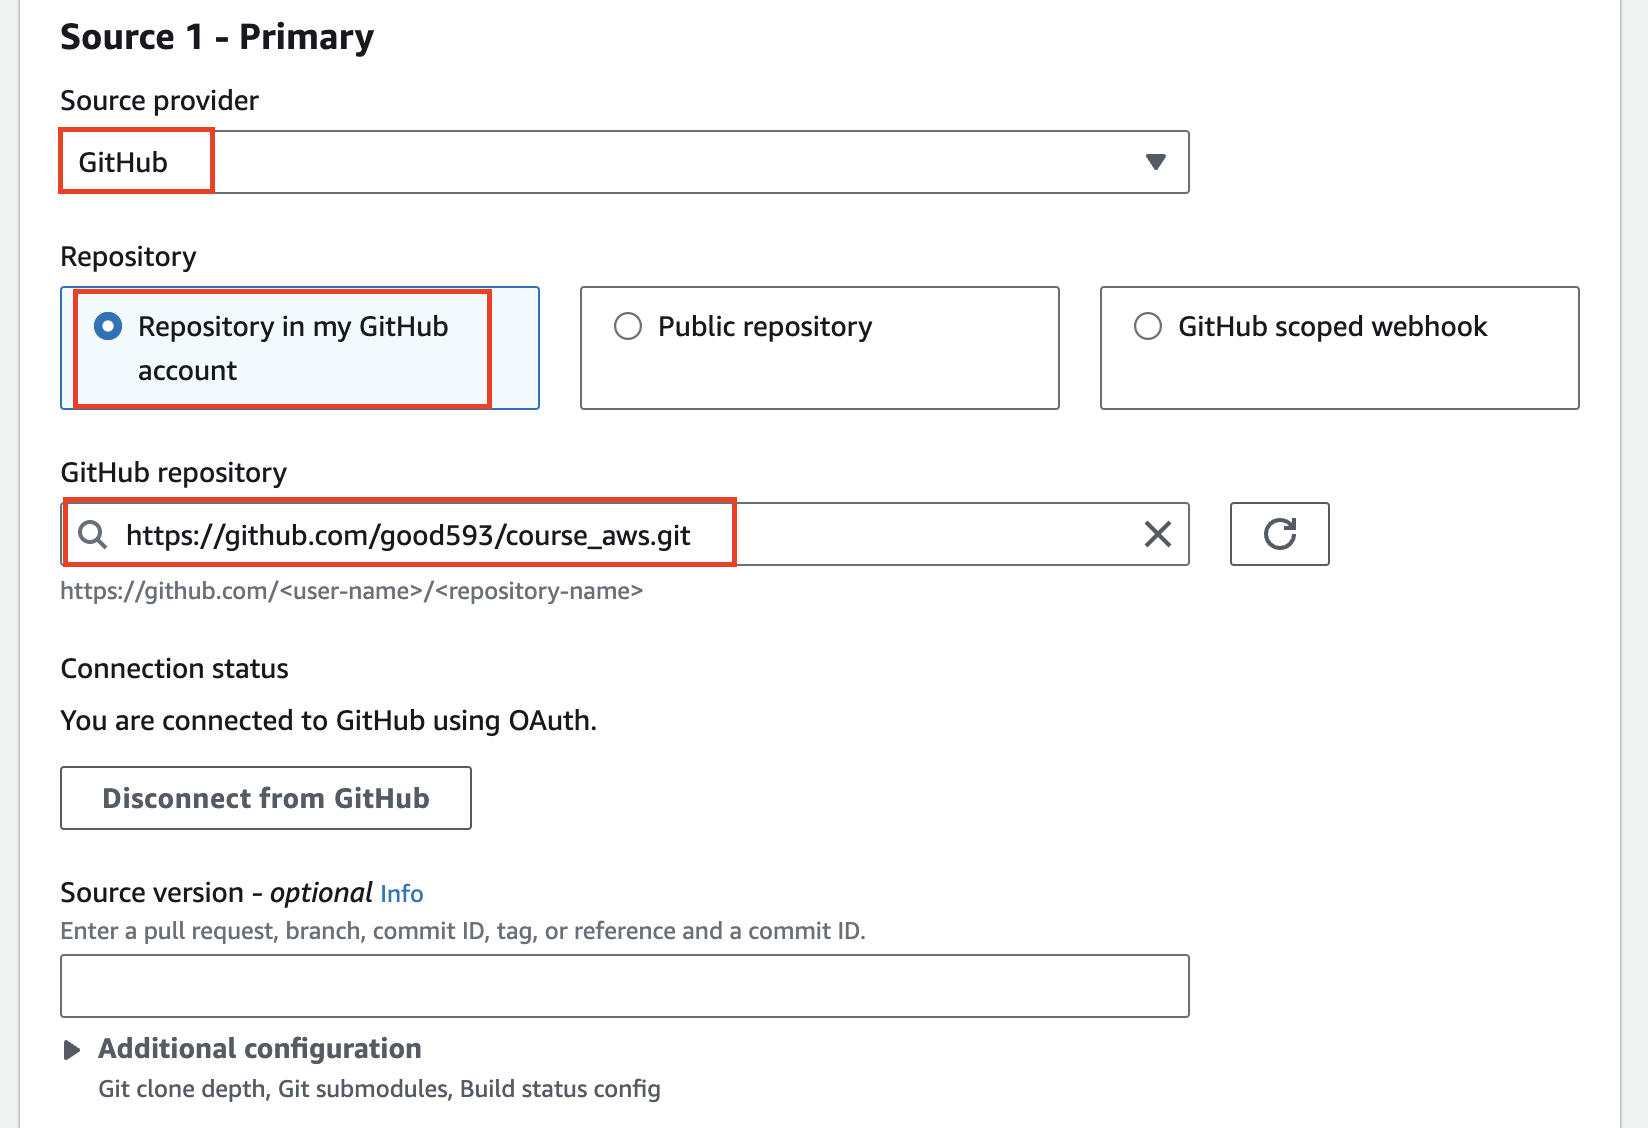 Source 1 - Primary
Source provider
GitHub
Repository
Repository in my GitHub
account
Public repository
GitHub scoped webhook
GitHub repository
https://github.com/good593/course_aws.git
https://github.com/<user-name>/<repository-name>
Connection status
You are connected to GitHub using OAuth.
Disconnect from GitHub
Source version - optional Info
Enter a pull request, branch, commit ID, tag, or reference and a commit ID.
Additional configuration
Git clone depth, Git submodules, Build status config